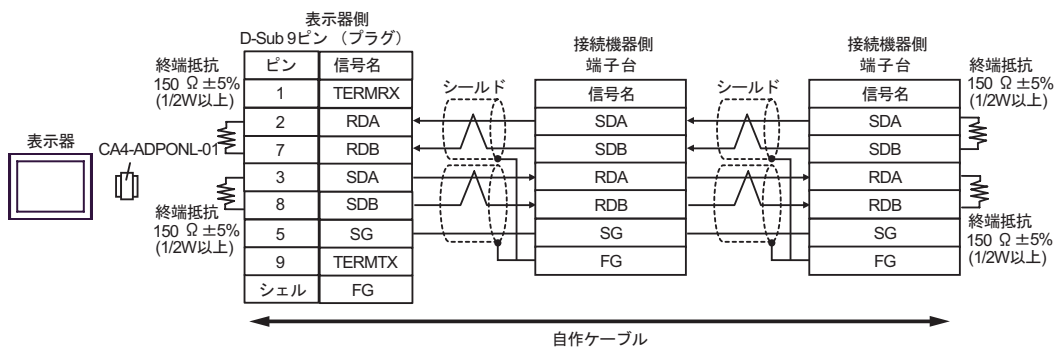 表示器側
D-Sub 9ピン （プラグ）
接続機器側
端子台
接続機器側
端子台
終端抵抗
150 Ω ±5%
(1/2W以上)
ピン 信号名
1 TERMRX
2 RDA
7 RDB
3 SDA
8 SDB
5 SG
9 TERMTX
シェル FG
表示器
CA4-ADPONL-01
終端抵抗
150 Ω ±5%
(1/2W以上)
シールド
信号名
SDA
SDB
RDA
RDB
SG
FG
シールド
信号名
SDA
SDB
RDA
RDB
SG
FG
終端抵抗
150 Ω ±5%
(1/2W以上)
終端抵抗
150 Ω ±5%
(1/2W以上)
自作ケーブル